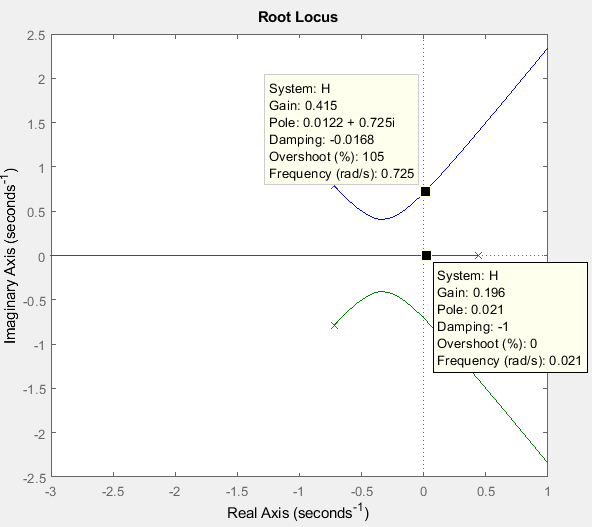 Root Locus
System: H
Gain: 0.415
Pole: 0.0122 + 0.725i
Damping: -0.0168
Overshoot (%): 105
Frequency (rad/s): 0.725
System: H
Gain: 0.196
Pole: 0.021
Damping: -1
Overshoot (%): 0
Frequency (rad/s): 0.021
Imaginary Axis (seconds⁻¹)
2.5
2
1.5
1
0.5
0
-0.5
-1
-1.5
-2
-2.5
-3
-2.5
-2
-1.5
-1
-0.5
0
0.5
1
Real Axis (seconds⁻¹)